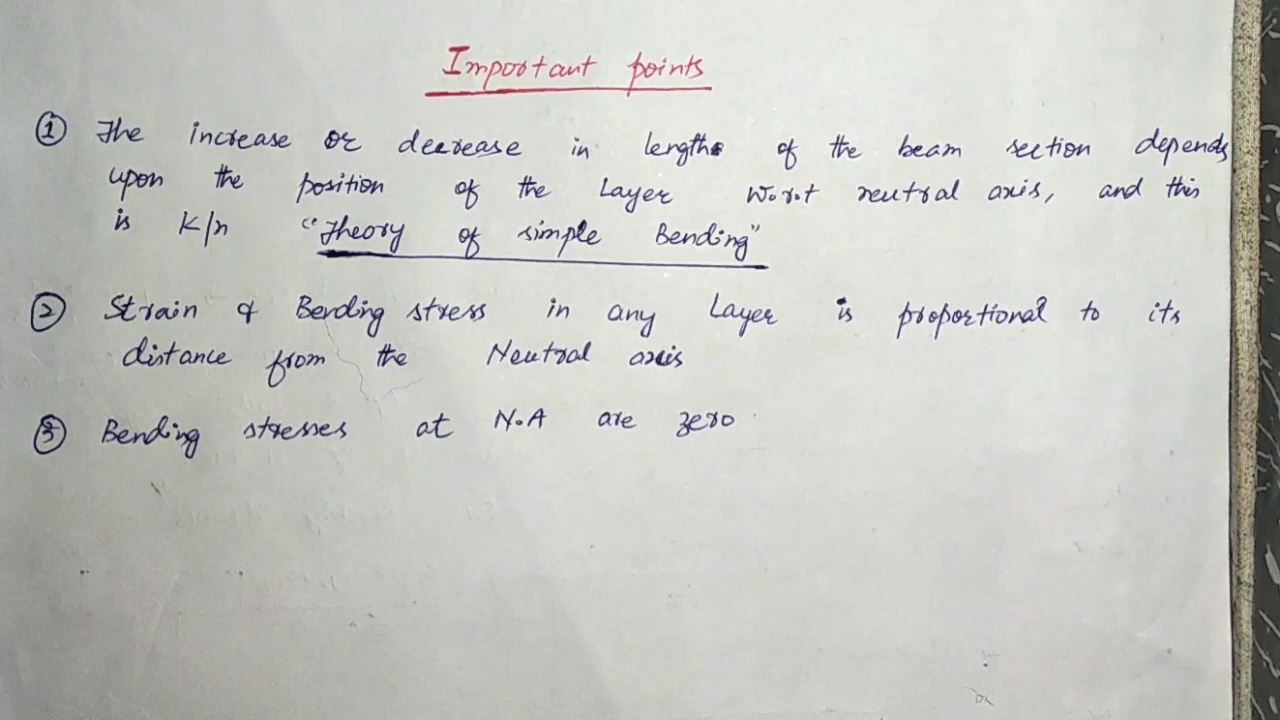 Important points
① The increase or decrease in length of the beam section depends
upon the position of the Layer W.r.t neutral axis, and this
is K/n "Theory of simple Bending"
② Strain & Bending stress in any Layer is proportional to its
distance from the Neutral axis
③ Bending stresses at N.A are zero